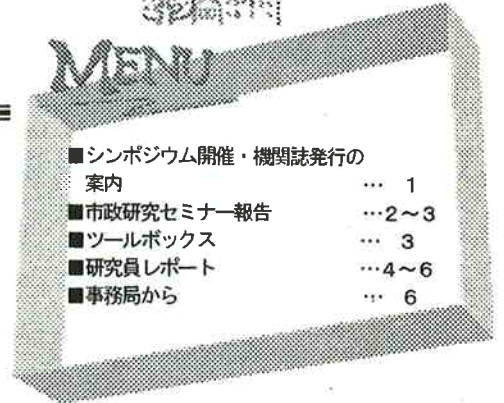 MENU
■シンポジウム開催・機関誌発行の
案内 … 1
■市政研究セミナー報告 …2～3
■ツールボックス … 3
■研究員レポート …4～6
■事務局から … 6